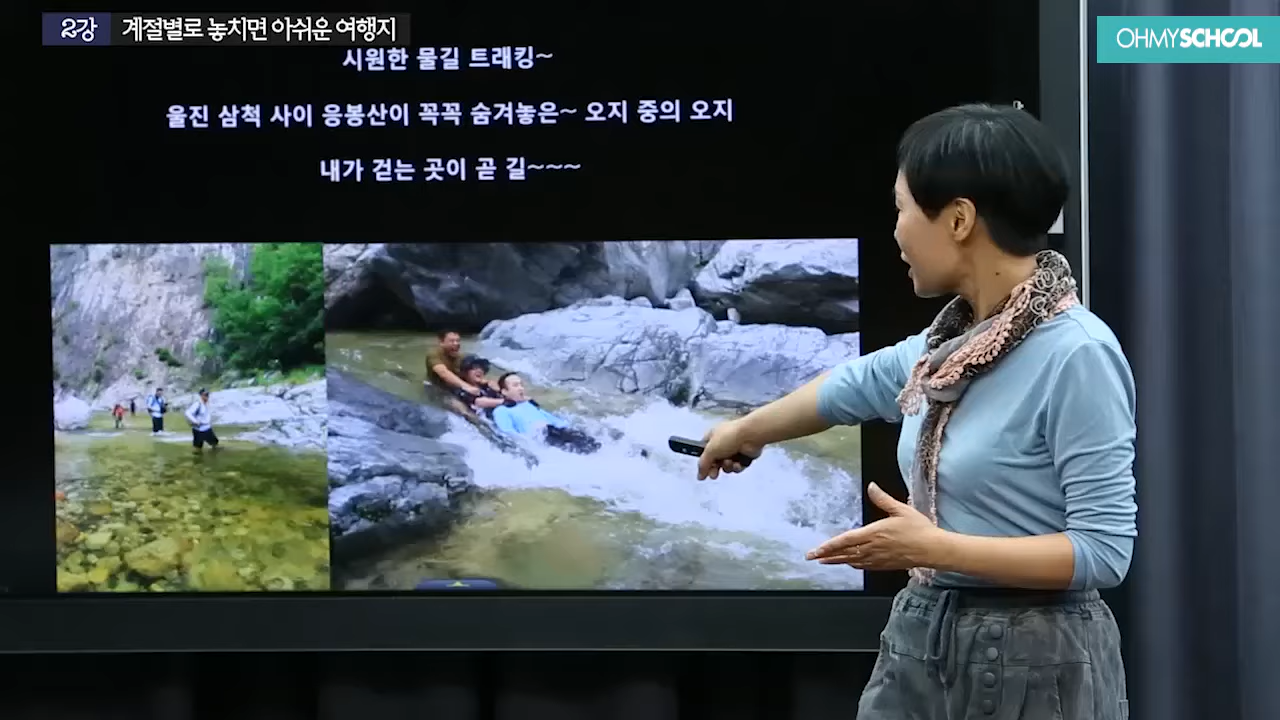 2강 계절별로 놓치면 아쉬운 여행지
OHMYSCHOOL
시원한 물길 트래킹~
울진 삼척 사이 응봉산이 꼭꼭 숨겨놓은~ 오지 중의 오지
내가 걷는 곳이 곧 길~~~